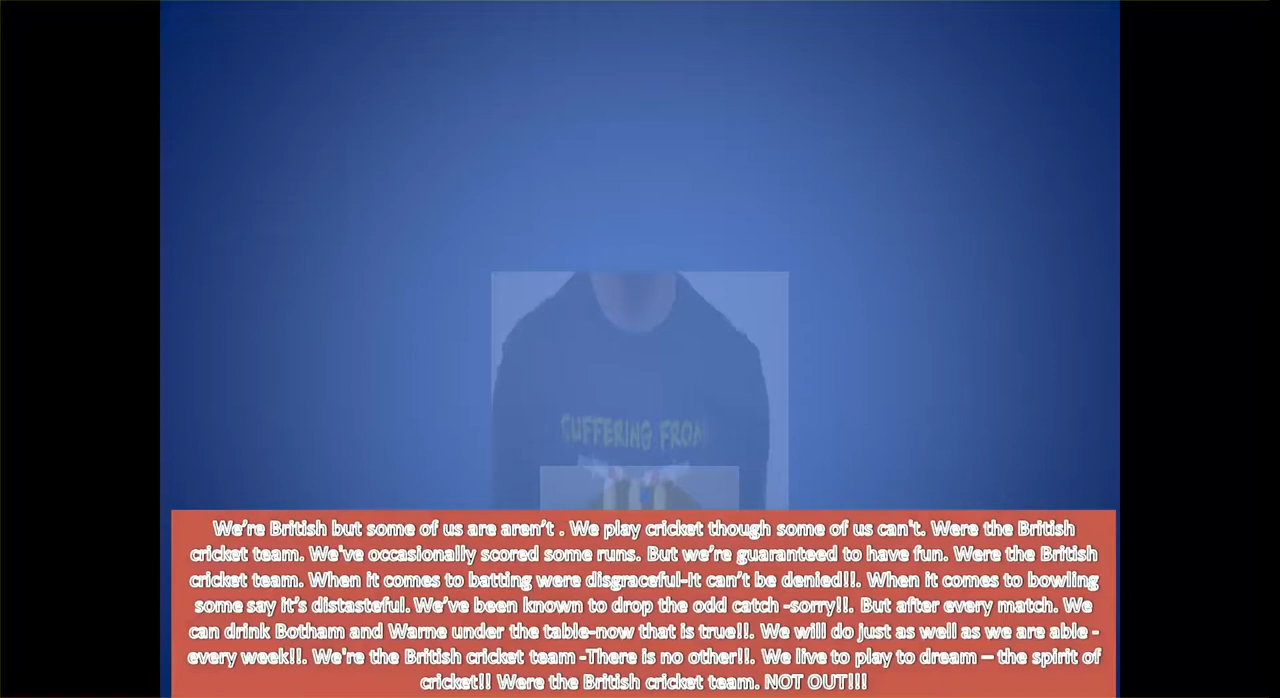 SUFFERING FROM
We’re British but some of us are aren’t . We play cricket though some of us can't. Were the British
cricket team. We've occasionally scored some runs. But we’re guaranteed to have fun. Were the British
cricket team. When it comes to batting were disgraceful-It can’t be denied!!. When it comes to bowling
some say it’s distasteful. We’ve been known to drop the odd catch -sorry!!. But after every match. We
can drink Botham and Warne under the table-now that is true!!. We will do just as well as we are able -
every week!!. We're the British cricket team -There is no other!!. We live to play to dream – the spirit of
cricket!! Were the British cricket team. NOT OUT!!!